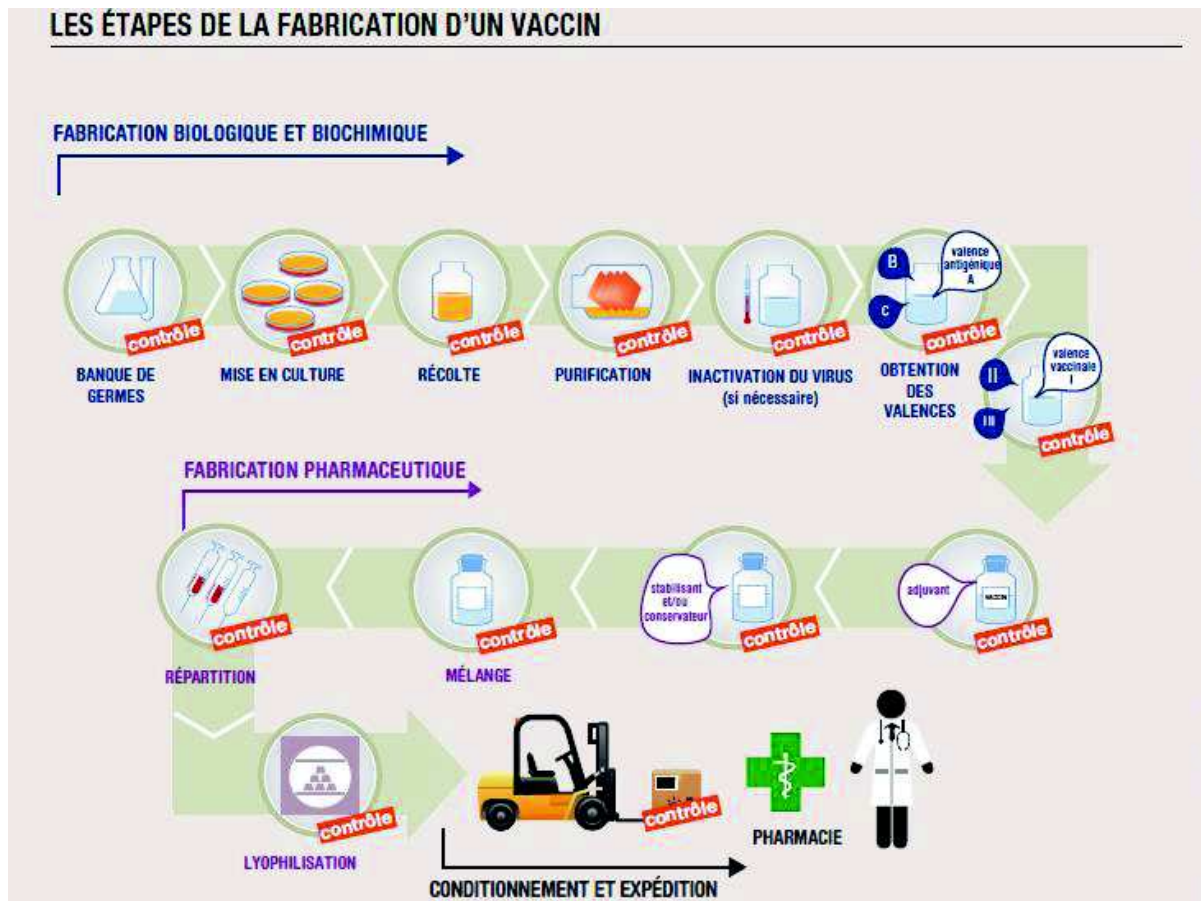 LES ÉTAPES DE LA FABRICATION D'UN VACCIN
FABRICATION BIOLOGIQUE ET BIOCHIMIQUE
contrôle
BANQUE DE
GERMES
contrôle
MISE EN CULTURE
contrôle
RÉCOLTE
contrôle
PURIFICATION
contrôle
INACTIVATION DU VIRUS
(si nécessaire)
B
C
valence
antigénique
A
contrôle
OBTENTION
DES
VALENCES
II
III
valence
vaccinale
I
contrôle
FABRICATION PHARMACEUTIQUE
contrôle
RÉPARTITION
contrôle
MÉLANGE
stabilisant
et/ou
conservateur
contrôle
adjuvant
VACCIN
contrôle
contrôle
LYOPHILISATION
contrôle
PHARMACIE
CONDITIONNEMENT ET EXPÉDITION